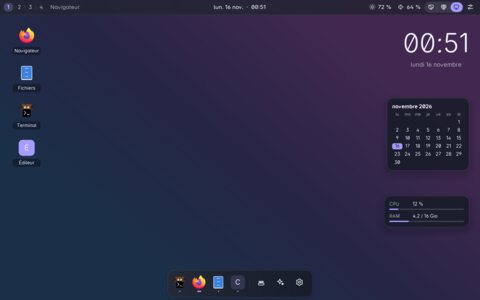 1 2 3 4 Navigateur
lun. 16 nov. · 00:51
72 % 64 %
Navigateur
Fichiers
Terminal
É
Éditeur
00:51
lundi 16 novembre
novembre 2026
lu ma me je ve sa di
1
2 3 4 5 6 7 8
9 10 11 12 13 14 15
16 17 18 19 20 21 22
23 24 25 26 27 28 29
30
CPU 12 %
RAM 4,2 / 16 Gio
C